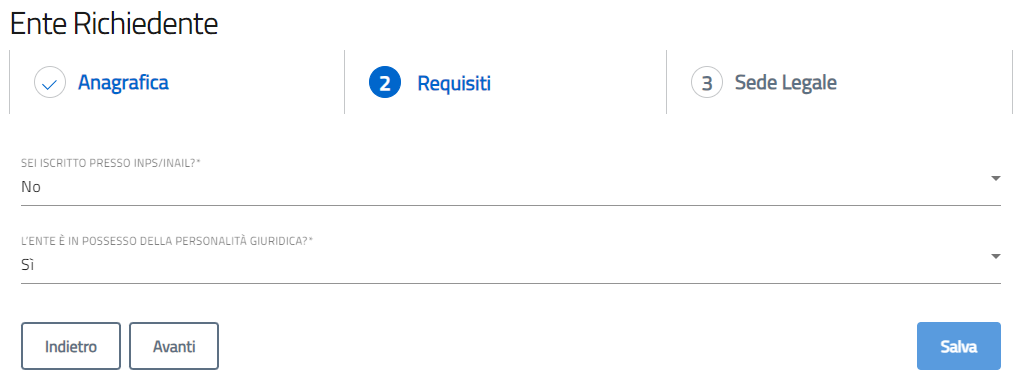 Ente Richiedente
Anagrafica
2 Requisiti
3 Sede Legale
SEI ISCRITTO PRESSO INPS/INAIL?*
No
L'ENTE È IN POSSESSO DELLA PERSONALITÀ GIURIDICA?*
Sì
Indietro Avanti Salva